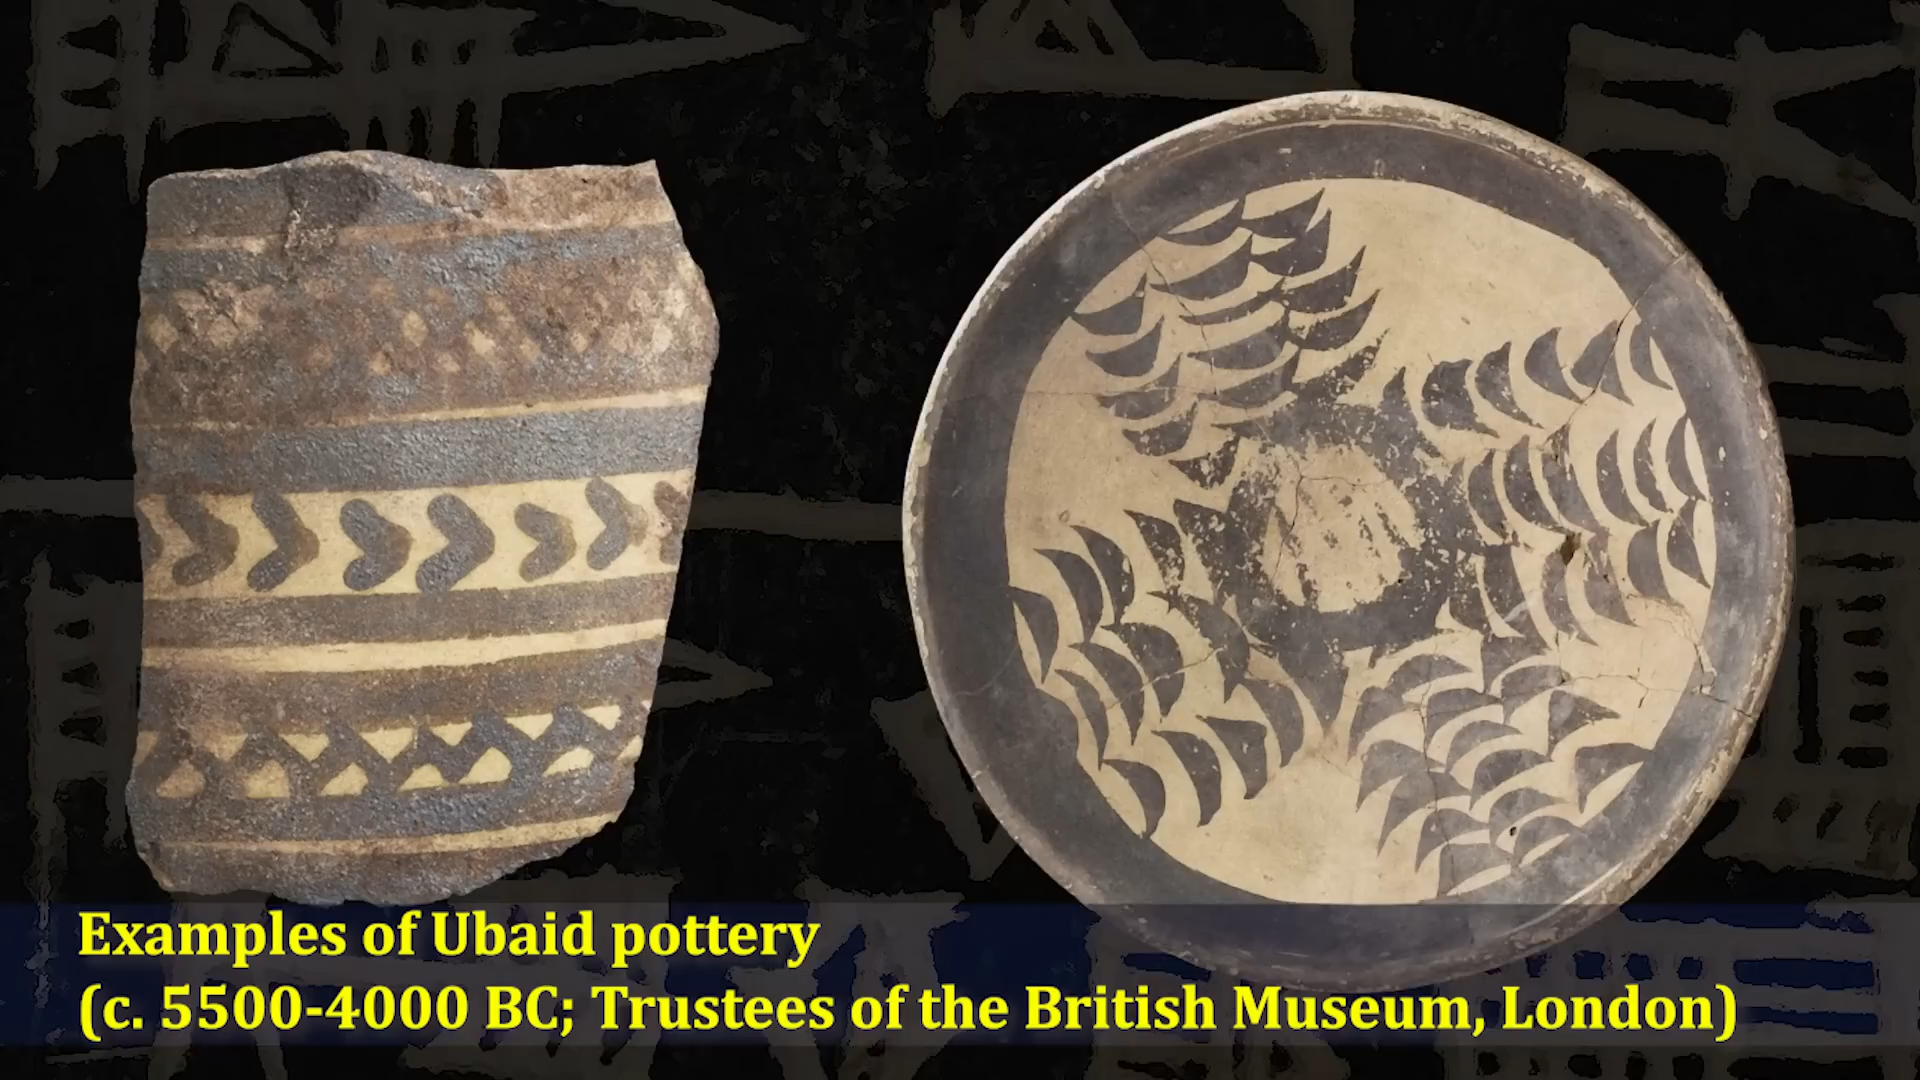 Examples of Ubaid pottery
(c. 5500-4000 BC; Trustees of the British Museum, London)